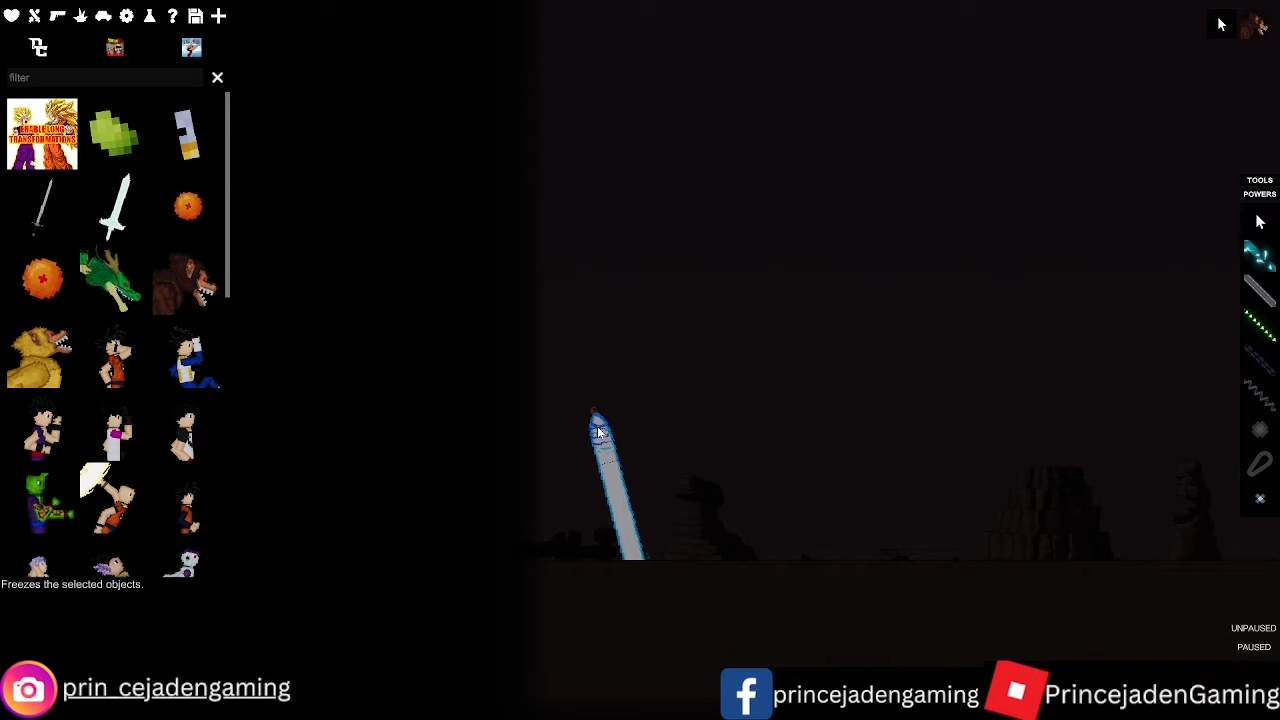 filter
ENABLE LONG
TRANSFORMATIONS
TOOLS
POWERS
Freezes the selected objects.
UNPAUSED
PAUSED
prin_cejadengaming
princejadengaming
PrincejadenGaming